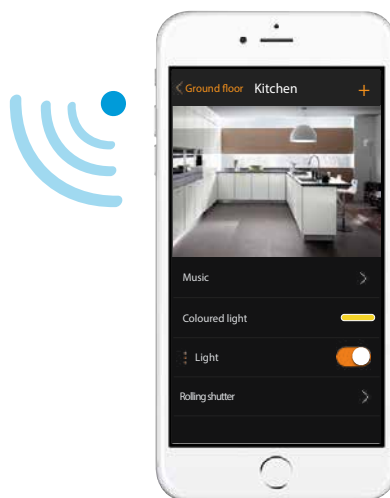 Ground floor Kitchen +
Music
Coloured light
Light
Rolling shutter